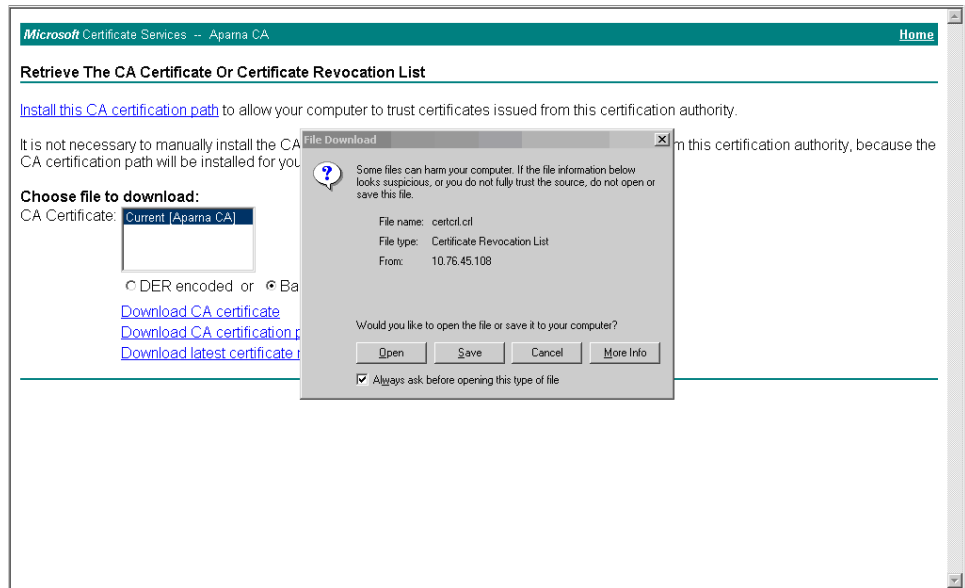 Microsoft Certificate Services -- Aparna CA Home
Retrieve The CA Certificate Or Certificate Revocation List
Install this CA certification path to allow your computer to trust certificates issued from this certification authority.
It is not necessary to manually install the CA
m this certification authority, because the
CA certification path will be installed for you
Choose file to download:
CA Certificate: Current [Aparna CA]
DER encoded or Ba
Download CA certificate
Download CA certification p
Download latest certificate r
File Download
Some files can harm your computer. If the file information below
looks suspicious, or you do not fully trust the source, do not open or
save this file.
File name: certcrl.crl
File type: Certificate Revocation List
From: 10.76.45.108
Would you like to open the file or save it to your computer?
Open Save Cancel More Info
Always ask before opening this type of file